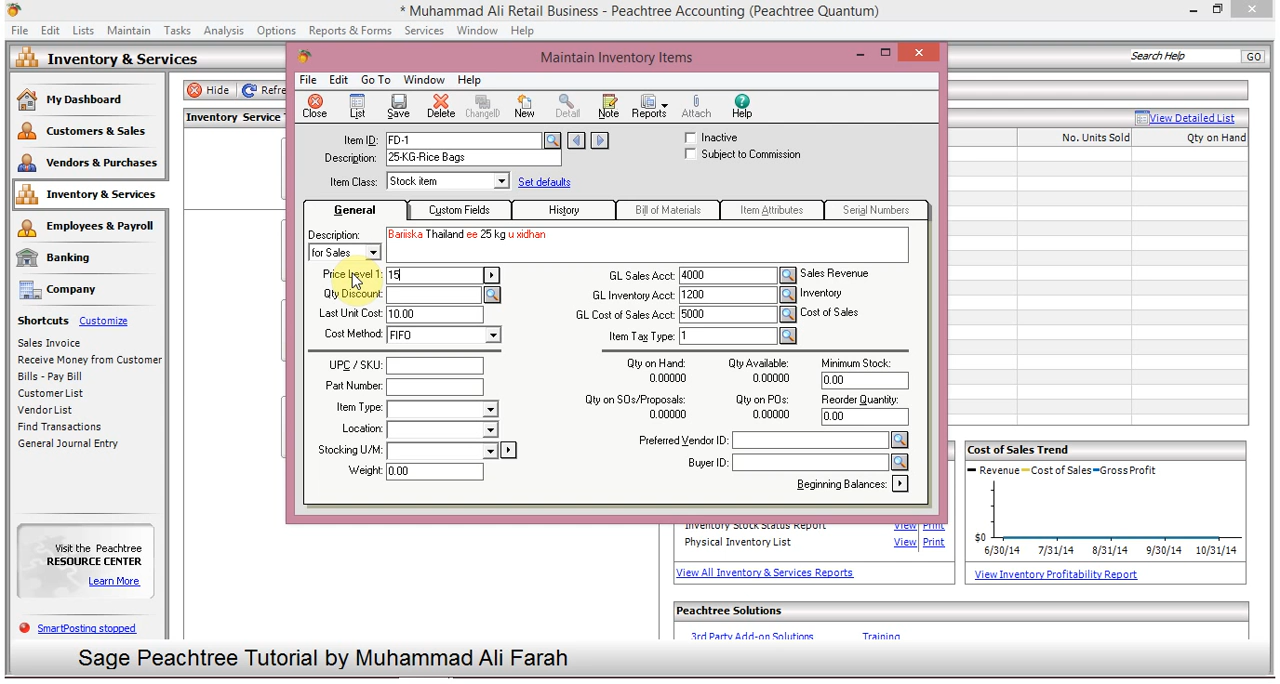 * Muhammad Ali Retail Business - Peachtree Accounting (Peachtree Quantum)
File Edit Lists Maintain Tasks Analysis Options Reports & Forms Services Window Help
Inventory & Services
Search Help GO
My Dashboard
Customers & Sales
Vendors & Purchases
Inventory & Services
Employees & Payroll
Banking
Company
Shortcuts Customize
Sales Invoice
Receive Money from Customer
Bills - Pay Bill
Customer List
Vendor List
Find Transactions
General Journal Entry
Visit the Peachtree
RESOURCE CENTER
Learn More
SmartPosting stopped
Hide Refre
Inventory Service
Maintain Inventory Items
File Edit Go To Window Help
Close List Save Delete ChangeID New Detail Note Reports Attach Help
Item ID: FD-1
Description: 25-KG-Rice Bags
Item Class: Stock item Set defaults
Inactive
Subject to Commission
General Custom Fields History Bill of Materials Item Attributes Serial Numbers
Description: Bariiska Thailand ee 25 kg u xidhan
for Sales
Price Level 1: 15
Qty Discount:
Last Unit Cost: 10.00
Cost Method: FIFO
GL Sales Acct: 4000 Sales Revenue
GL Inventory Acct: 1200 Inventory
GL Cost of Sales Acct: 5000 Cost of Sales
Item Tax Type: 1
UPC / SKU:
Part Number:
Item Type:
Location:
Stocking U/M:
Weight: 0.00
Qty on Hand: Qty Available: Minimum Stock:
0.00000 0.00000 0.00
Qty on SOs/Proposals: Qty on POs: Reorder Quantity:
0.00000 0.00000 0.00
Preferred Vendor ID:
Buyer ID:
Beginning Balances:
View Detailed List
No. Units Sold Qty on Hand
Inventory Stock Status Report View Print
Physical Inventory List View Print
View All Inventory & Services Reports
Cost of Sales Trend
Revenue Cost of Sales Gross Profit
$0
6/30/14 7/31/14 8/31/14 9/30/14 10/31/14
View Inventory Profitability Report
Peachtree Solutions
3rd Party Add-on Solutions Training
Sage Peachtree Tutorial by Muhammad Ali Farah